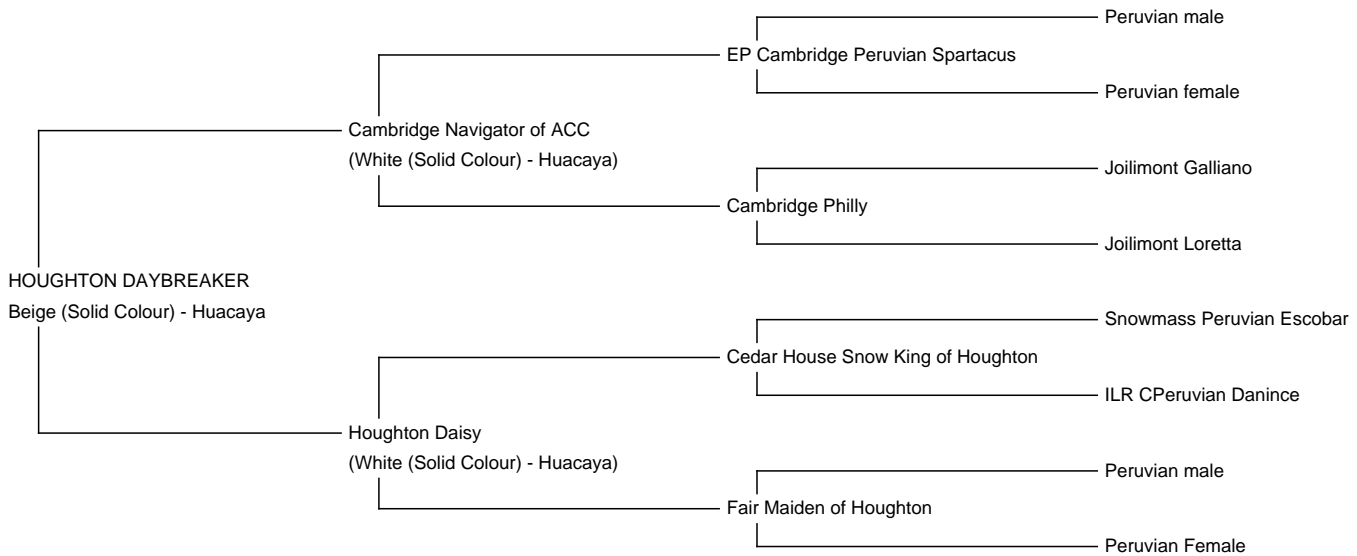 Peruvian male
EP Cambridge Peruvian Spartacus
Peruvian female
Cambridge Navigator of ACC
(White (Solid Colour) - Huacaya)
Joilimont Galliano
Cambridge Philly
Joilimont Loretta
HOUGHTON DAYBREAKER
Beige (Solid Colour) - Huacaya
Snowmass Peruvian Escobar
Cedar House Snow King of Houghton
ILR CPeruvian Danince
Houghton Daisy
(White (Solid Colour) - Huacaya)
Peruvian male
Fair Maiden of Houghton
Peruvian Female